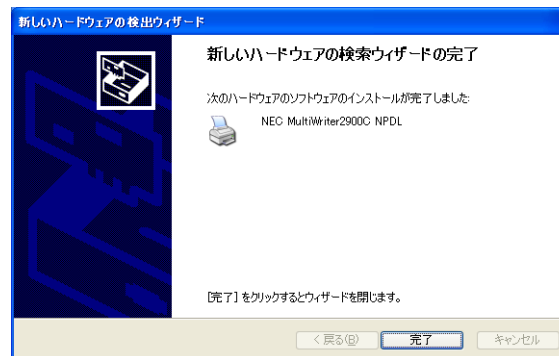 新しいハードウェアの検出ウィザード
新しいハードウェアの検索ウィザードの完了
次のハードウェアのソフトウェアのインストールが完了しました:
NEC MultiWriter2900C NPDL
[完了] をクリックするとウィザードを閉じます。
< 戻る(B)
完了
キャンセル